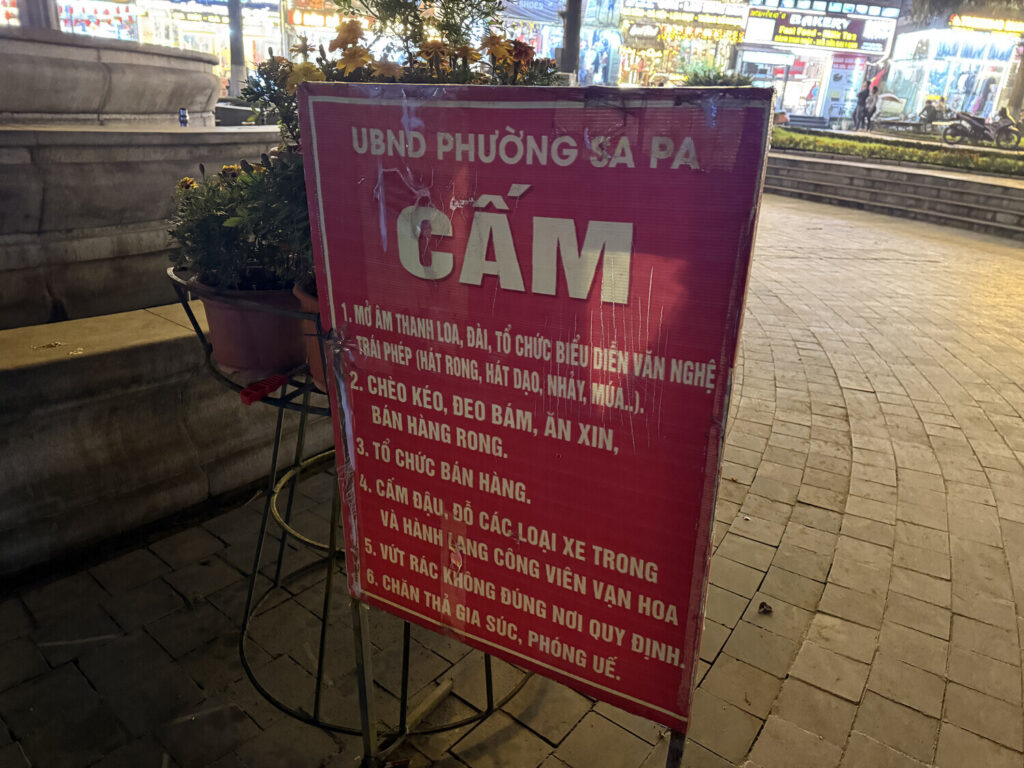 SHOES
BAKERY
UBND PHƯỜNG SA PA
CẤM
1. MỞ ÂM THANH LOA, ĐÀI, TỔ CHỨC BIỂU DIỄN VĂN NGHỆ
TRÁI PHÉP (HÁT RONG, HÁT DẠO, NHẢY, MÚA..).
2. CHÈO KÉO, ĐEO BÁM, ĂN XIN,
BÁN HÀNG RONG.
3. TỔ CHỨC BÁN HÀNG.
4. CẤM ĐẬU, ĐỖ CÁC LOẠI XE TRONG
VÀ HÀNH LANG CÔNG VIÊN VẠN HOA
5. VỨT RÁC KHÔNG ĐÚNG NƠI QUY ĐỊNH.
6. CHĂN THẢ GIA SÚC, PHÓNG UẾ.